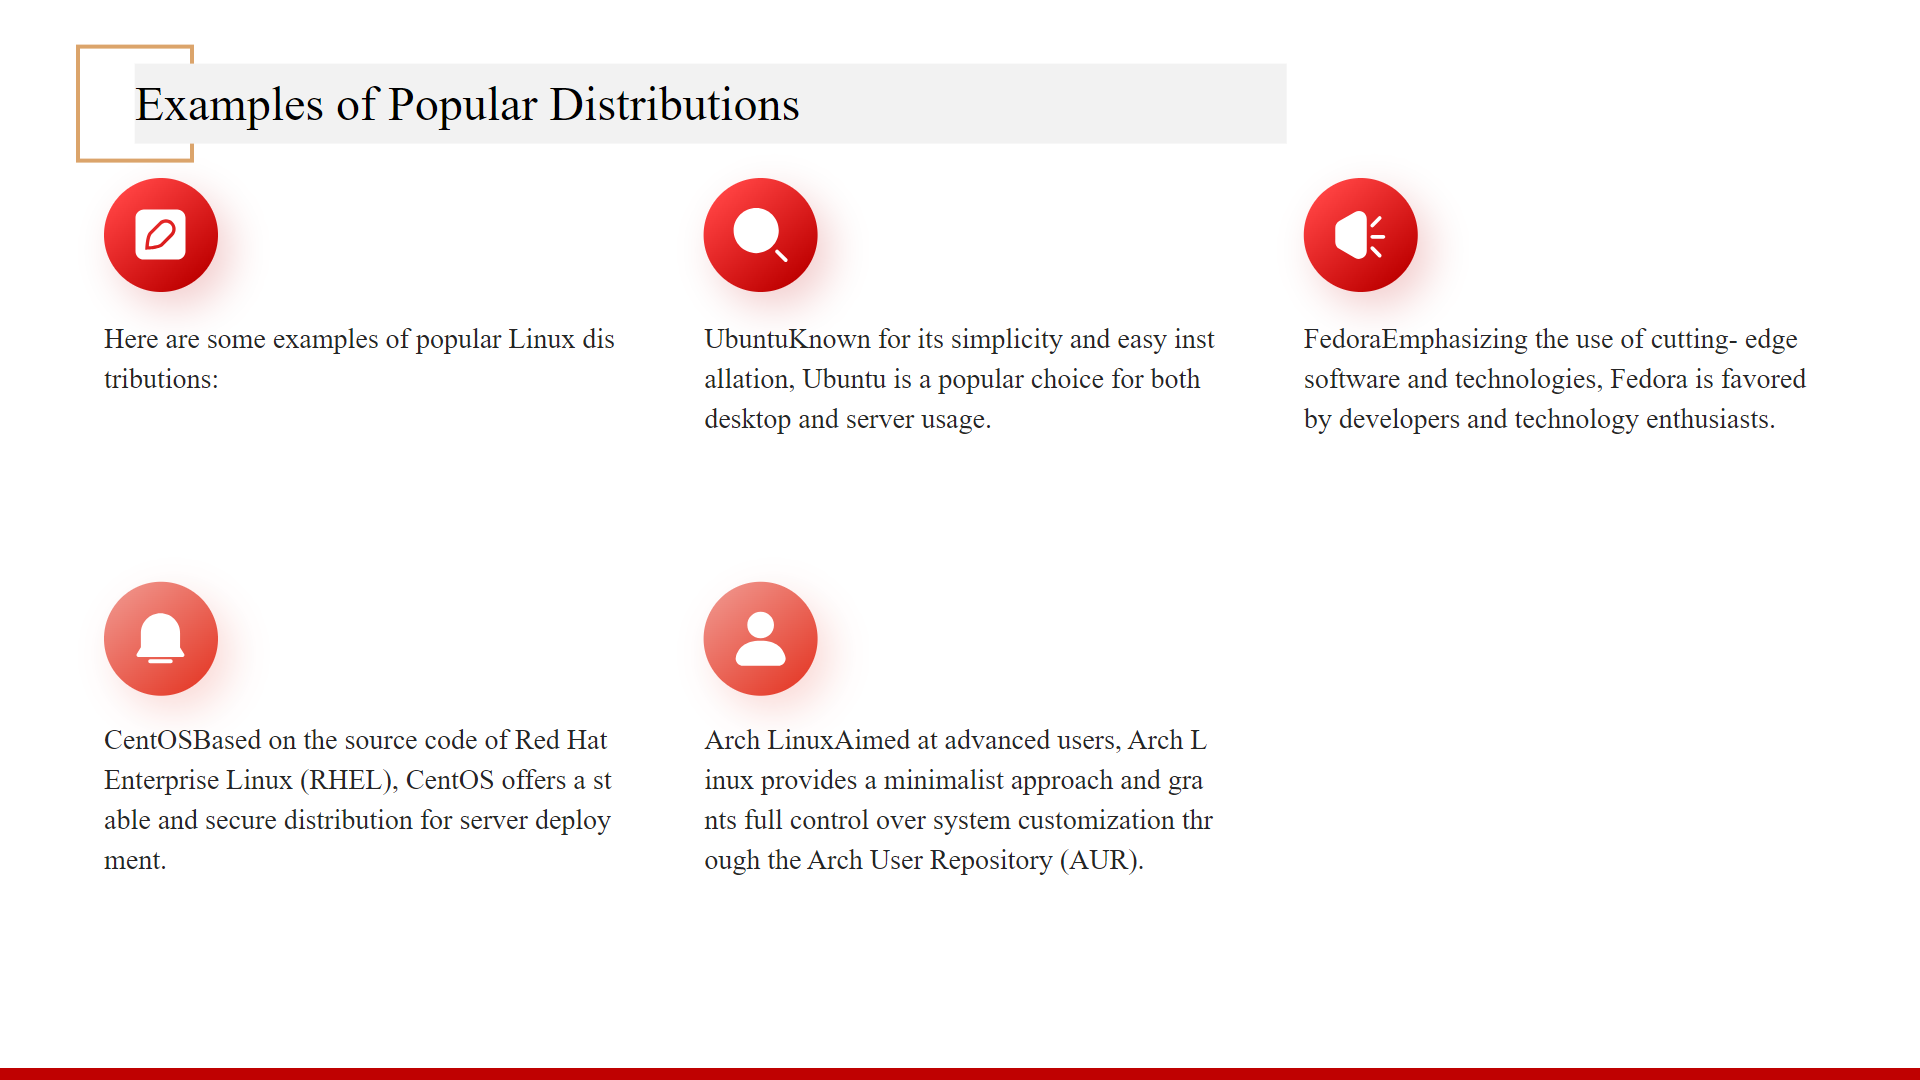 Examples of Popular Distributions
Here are some examples of popular Linux dis
tributions:
UbuntuKnown for its simplicity and easy inst
allation, Ubuntu is a popular choice for both
desktop and server usage.
FedoraEmphasizing the use of cutting- edge
software and technologies, Fedora is favored
by developers and technology enthusiasts.
CentOSBased on the source code of Red Hat
Enterprise Linux (RHEL), CentOS offers a st
able and secure distribution for server deploy
ment.
Arch LinuxAimed at advanced users, Arch L
inux provides a minimalist approach and gra
nts full control over system customization thr
ough the Arch User Repository (AUR).